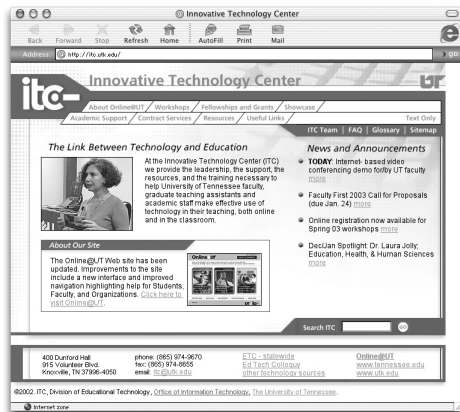 Innovative Technology Center
Back Forward Stop Refresh Home AutoFill Print Mail
Address: http://itc.utk.edu/ go
itc-
Innovative Technology Center
UT
About Online@UT / Workshops / Fellowships and Grants / Showcase /
Academic Support / Contract Services / Resources / Useful Links / Text Only
ITC Team | FAQ | Glossary | Sitemap
The Link Between Technology and Education
At the Innovative Technology Center (ITC)
we provide the leadership, the support, the
resources, and the training necessary to
help University of Tennessee faculty,
graduate teaching assistants and
academic staff make effective use of
technology in their teaching, both online
and in the classroom.
About Our Site
The Online@UT Web site has been
updated. Improvements to the site
include a new interface and improved
navigation highlighting help for Students,
Faculty, and Organizations. Click here to
visit Online@UT.
Online
News and Announcements
TODAY: Internet- based video
conferencing demo for/by UT faculty
more
Faculty First 2003 Call for Proposals
(due Jan. 24) more
Online registration now available for
Spring 03 workshops more
Dec/Jan Spotlight: Dr. Laura Jolly;
Education, Health, & Human Sciences
more
Search ITC GO
400 Dunford Hall
915 Volunteer Blvd.
Knoxville, TN 37996-4050
phone: (865) 974-9670
fax: (865) 974-8655
email: itc@utk.edu
ETC - statewide
Ed Tech Colloquy
other technology sources
Online@UT
www.tennessee.edu
www.utk.edu
©2002. ITC, Division of Educational Technology, Office of Information Technology, The University of Tennessee.
Internet zone